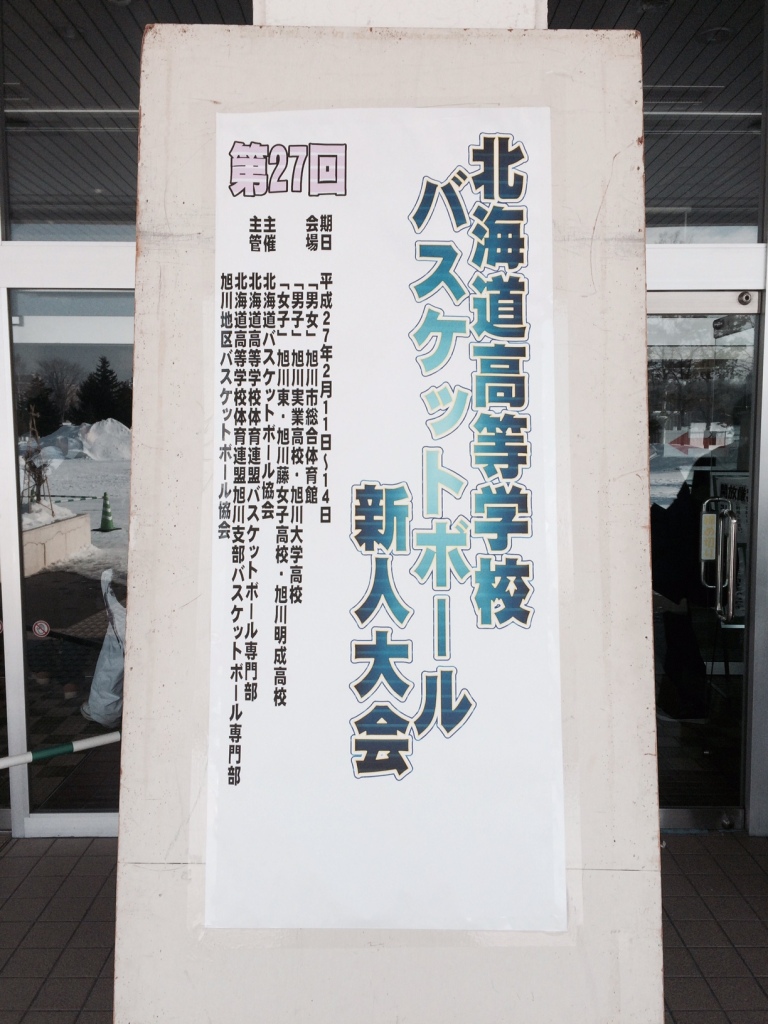 北海道高等学校
バスケットボール
新人大会
第27回
期日 平成27年2月11日～14日
会場 「男女」旭川市総合体育館
「男子」旭川実業高校・旭川大学高校
「女子」旭川東・旭川藤女子高校・旭川明成高校
主催 北海道バスケットボール協会
北海道高等学校体育連盟バスケットボール専門部
主管 北海道高等学校体育連盟旭川支部バスケットボール専門部
旭川地区バスケットボール協会